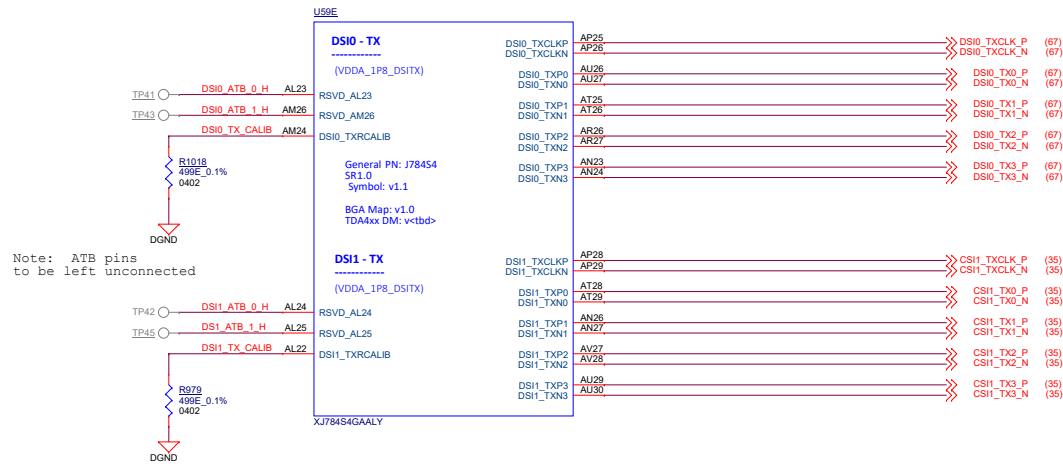 U59E
DSI0 - TX
------------
(VDDA_1P8_DSITX)
TP41 DSI0_ATB_0_H AL23 RSVD_AL23
TP43 DSI0_ATB_1_H AM26 RSVD_AM26
DSI0_TX_CALIB AM24 DSI0_TXRCALIB
R1018
499E_0.1%
0402
DGND
General PN: J784S4
SR1.0
Symbol: v1.1
BGA Map: v1.0
TDA4xx DM: v<tbd>
DSI0_TXCLKP AP25 DSI0_TXCLK_P (67)
DSI0_TXCLKN AP26 DSI0_TXCLK_N (67)
DSI0_TXP0 AU26 DSI0_TX0_P (67)
DSI0_TXN0 AU27 DSI0_TX0_N (67)
DSI0_TXP1 AT25 DSI0_TX1_P (67)
DSI0_TXN1 AT26 DSI0_TX1_N (67)
DSI0_TXP2 AR26 DSI0_TX2_P (67)
DSI0_TXN2 AR27 DSI0_TX2_N (67)
DSI0_TXP3 AN23 DSI0_TX3_P (67)
DSI0_TXN3 AN24 DSI0_TX3_N (67)
Note: ATB pins
to be left unconnected
DSI1 - TX
------------
(VDDA_1P8_DSITX)
TP42 DSI1_ATB_0_H AL24 RSVD_AL24
TP45 DS1_ATB_1_H AL25 RSVD_AL25
DSI1_TX_CALIB AL22 DSI1_TXRCALIB
R979
499E_0.1%
0402
DGND
DSI1_TXCLKP AP28 CSI1_TXCLK_P (35)
DSI1_TXCLKN AP29 CSI1_TXCLK_N (35)
DSI1_TXP0 AT28 CSI1_TX0_P (35)
DSI1_TXN0 AT29 CSI1_TX0_N (35)
DSI1_TXP1 AN26 CSI1_TX1_P (35)
DSI1_TXN1 AN27 CSI1_TX1_N (35)
DSI1_TXP2 AV27 CSI1_TX2_P (35)
DSI1_TXN2 AV28 CSI1_TX2_N (35)
DSI1_TXP3 AU29 CSI1_TX3_P (35)
DSI1_TXN3 AU30 CSI1_TX3_N (35)
XJ784S4GAALY